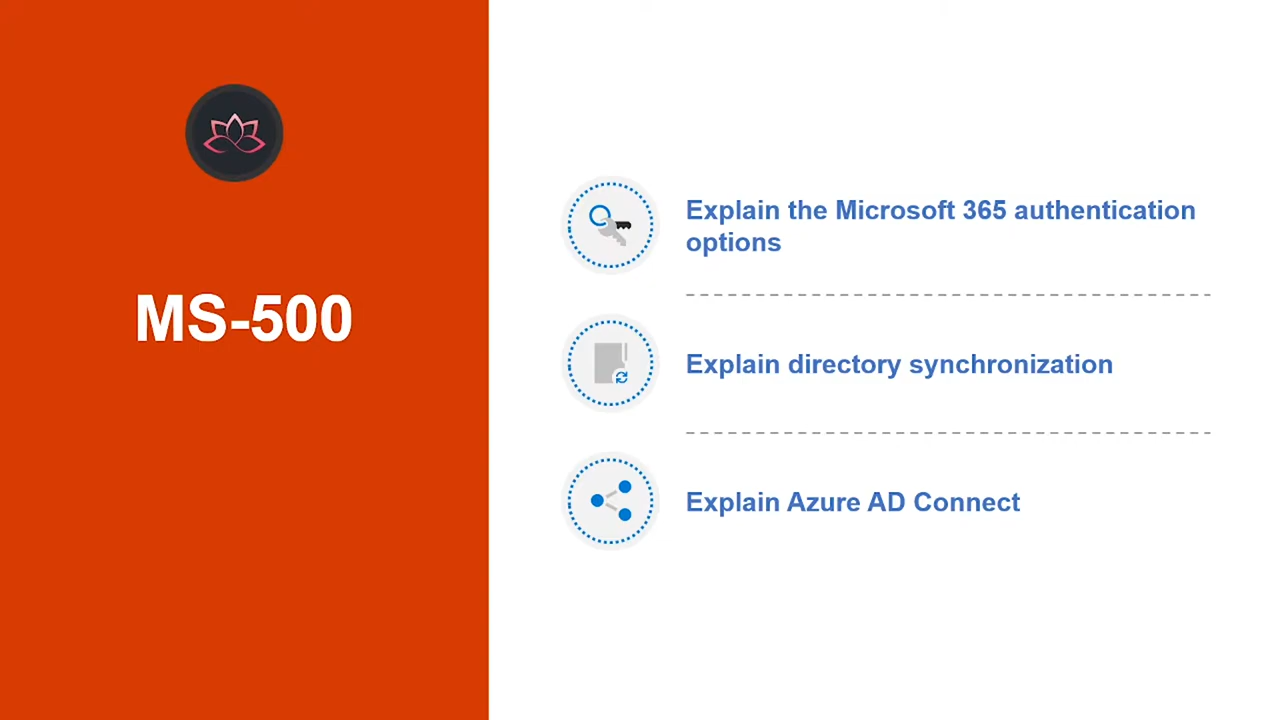 MS-500
Explain the Microsoft 365 authentication
options
Explain directory synchronization
Explain Azure AD Connect